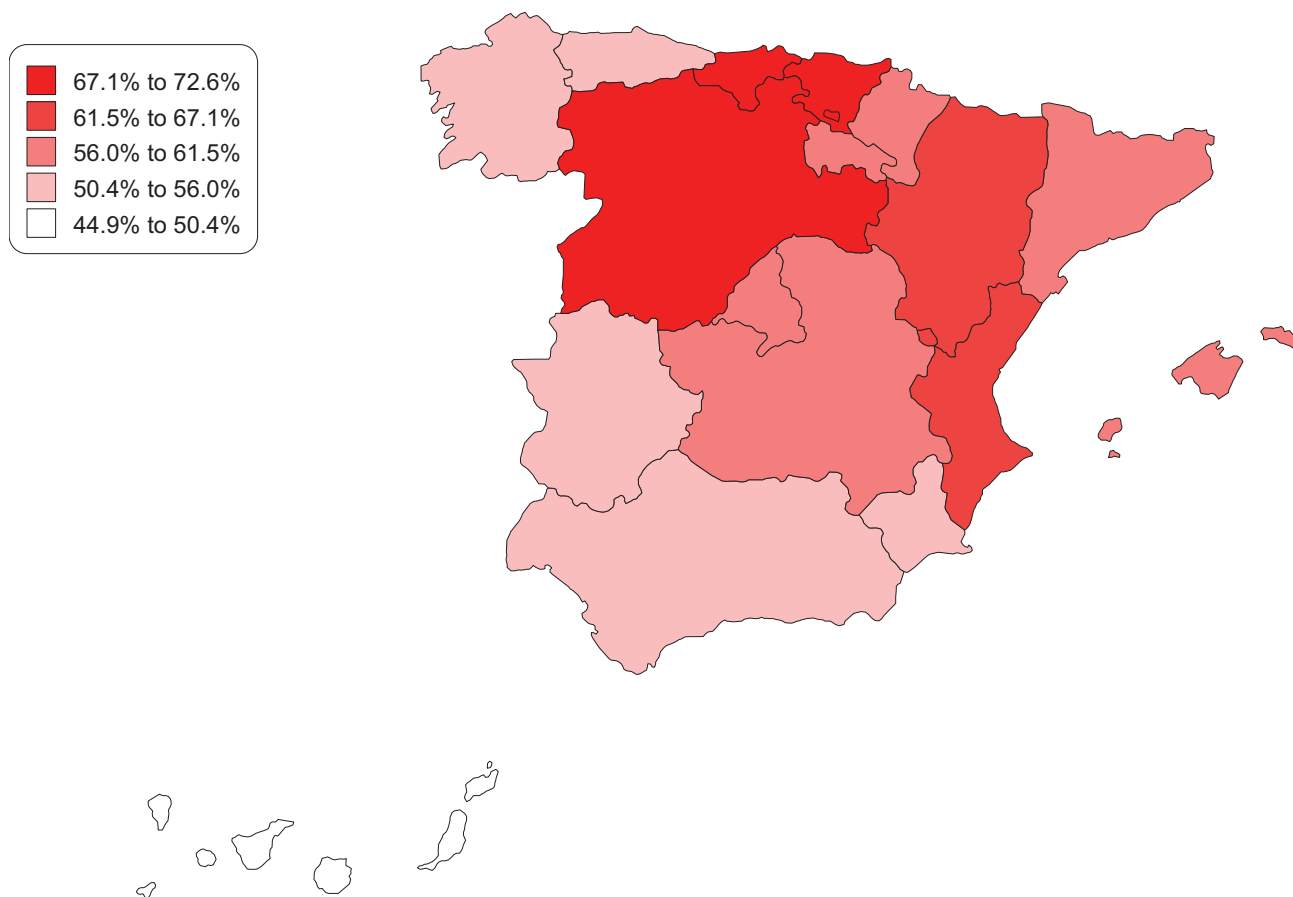 67.1% to 72.6%
61.5% to 67.1%
56.0% to 61.5%
50.4% to 56.0%
44.9% to 50.4%